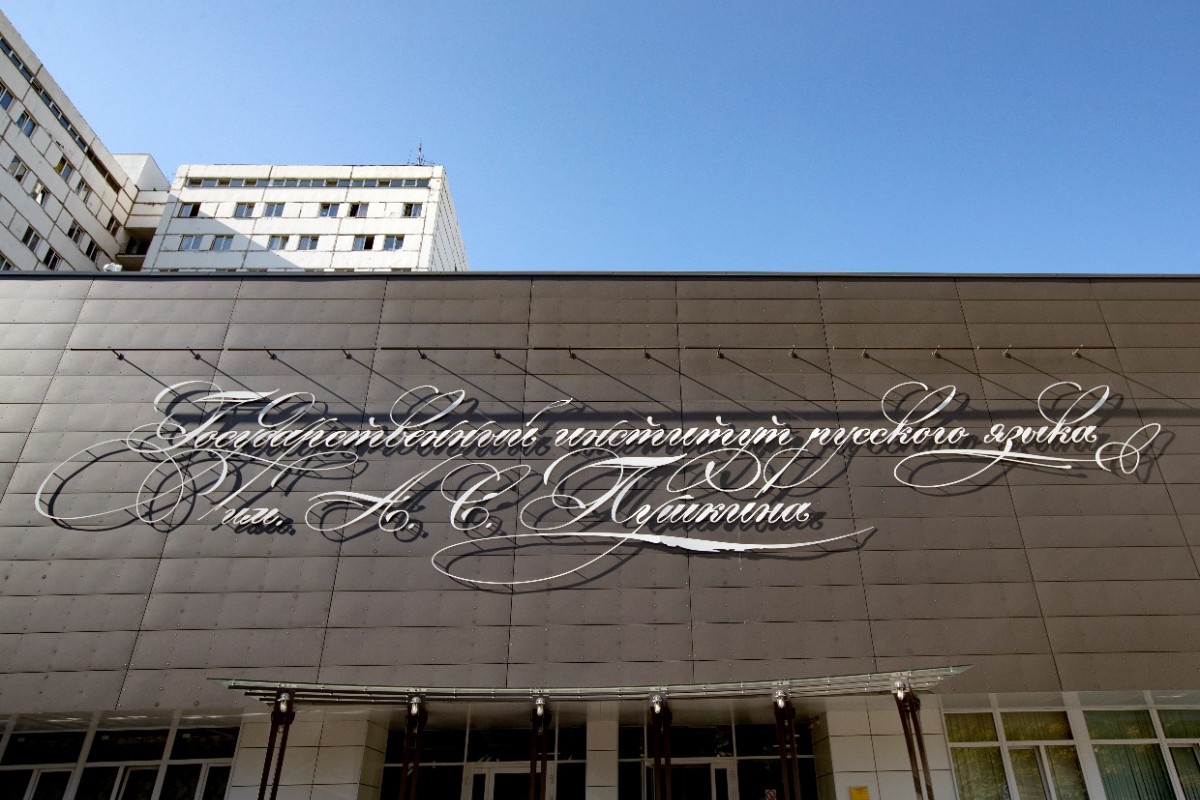 Государственный институт русского языка
им. А. С. Пушкина